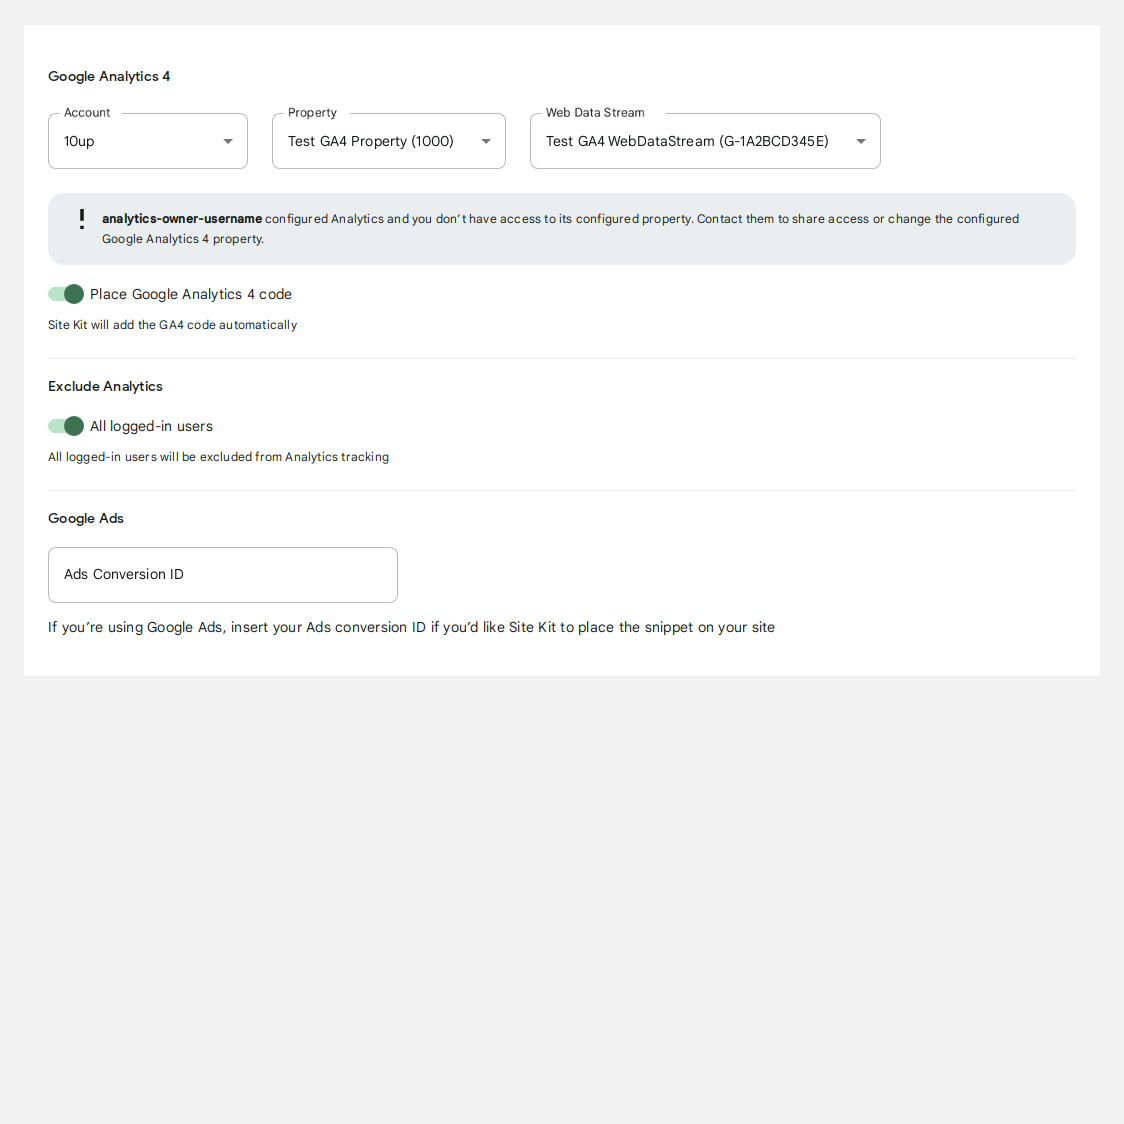 Google Analytics 4
Account
10up
Property
Test GA4 Property (1000)
Web Data Stream
Test GA4 WebDataStream (G-1A2BCD345E)
analytics-owner-username configured Analytics and you don’t have access to its configured property. Contact them to share access or change the configured
Google Analytics 4 property.
Place Google Analytics 4 code
Site Kit will add the GA4 code automatically
Exclude Analytics
All logged-in users
All logged-in users will be excluded from Analytics tracking
Google Ads
Ads Conversion ID
If you’re using Google Ads, insert your Ads conversion ID if you’d like Site Kit to place the snippet on your site